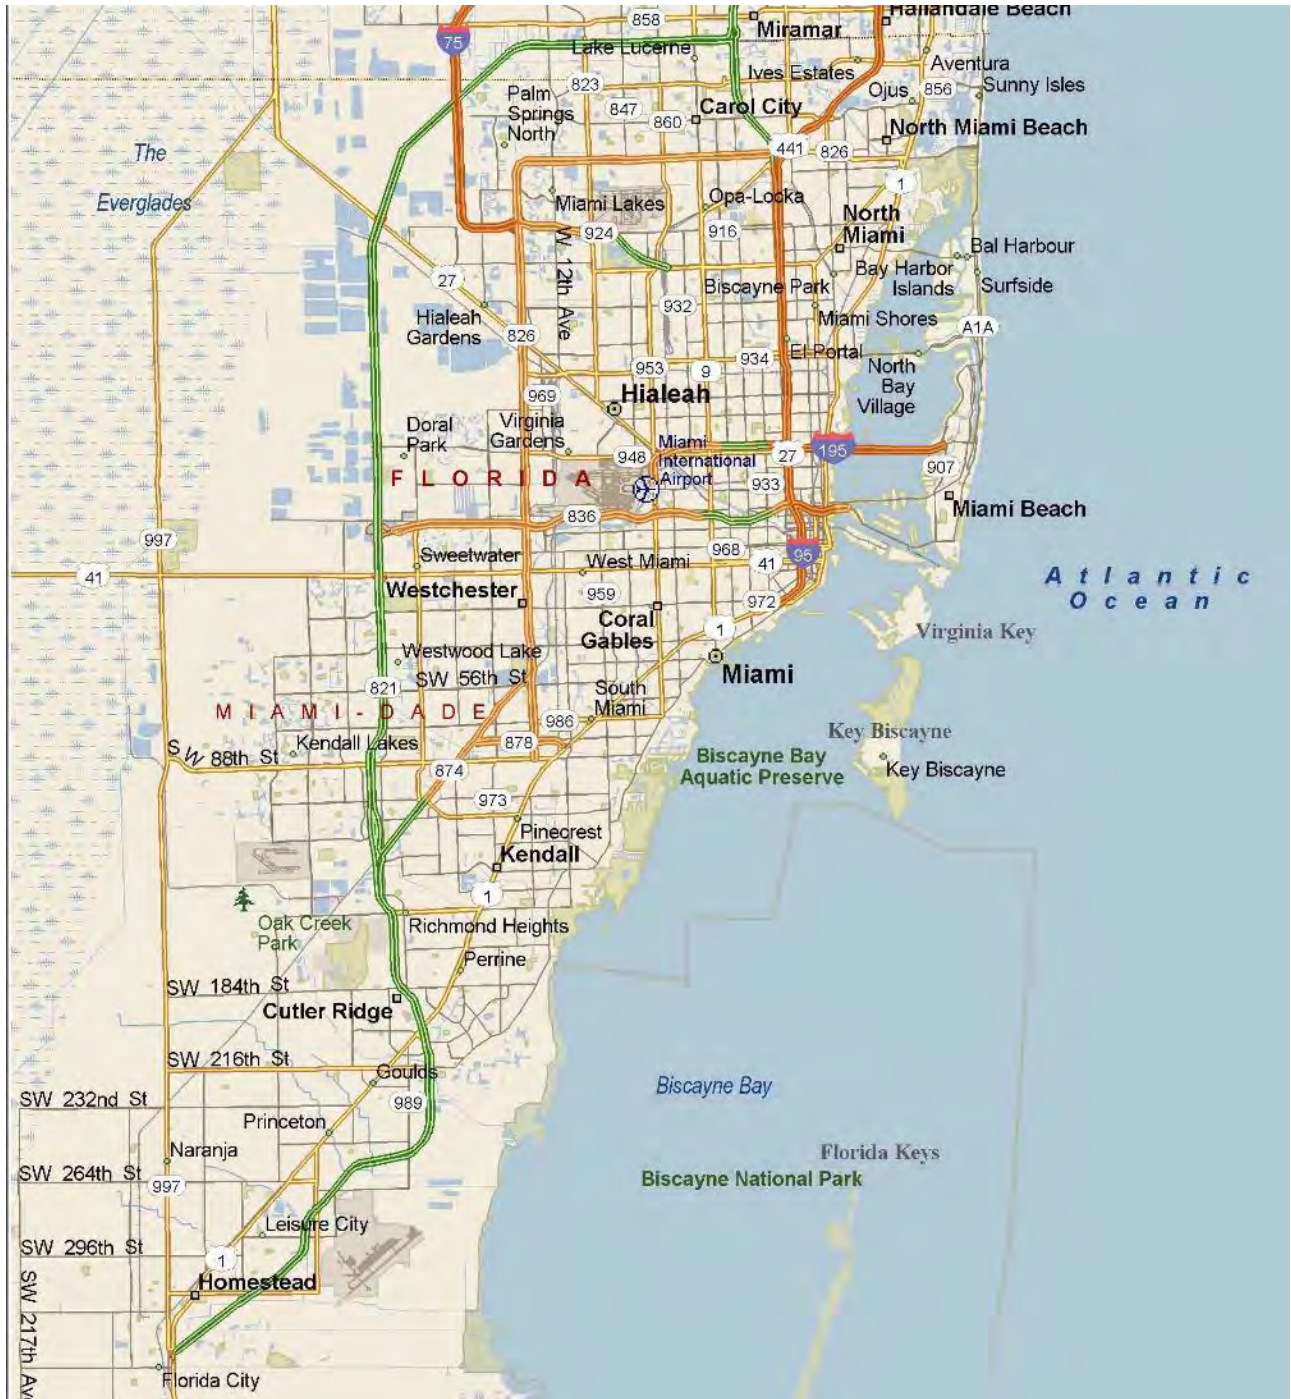 Hallandale Beach
858
Miramar
75
Lake Lucerne
Aventura
Ives Estates
823
Ojus
856
Sunny Isles
Palm
Springs
North
847
860
Carol City
North Miami Beach
The
Everglades
441
826
1
Miami Lakes
Opa-Locka
924
916
North
Miami
W 12th Ave
Bal Harbour
27
Biscayne Park
Bay Harbor
Islands
Surfside
932
Hialeah
Gardens
826
Miami Shores
A1A
934
El Portal
953
9
North
Bay
Village
969
Hialeah
Doral
Park
Virginia
Gardens
948
Miami
International
Airport
27
195
907
FLORIDA
933
Miami Beach
836
997
Sweetwater
West Miami
968
41
95
41
Atlantic
Ocean
Westchester
959
Coral
Gables
972
1
Virginia Key
Westwood Lake
SW 56th St
Miami
821
South
Miami
MIAMI-DADE
986
Key Biscayne
SW 88th St
Kendall Lakes
878
Biscayne Bay
Aquatic Preserve
Key Biscayne
874
973
Pinecrest
Kendall
1
Oak Creek
Park
Richmond Heights
Perrine
SW 184th St
Cutler Ridge
SW 216th St
Goulds
Biscayne Bay
SW 232nd St
989
Princeton
Naranja
Florida Keys
SW 264th St
997
Biscayne National Park
Leisure City
SW 296th St
1
Homestead
SW 217th Av
Florida City